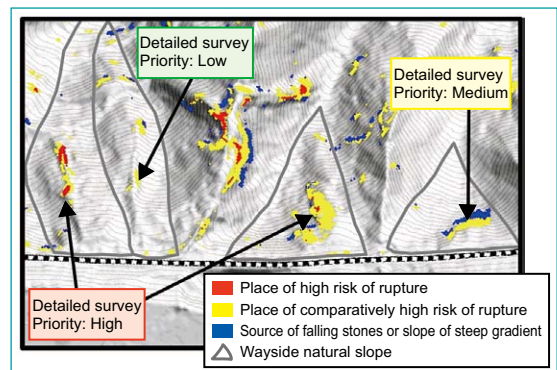 Detailed survey
Priority: Low
Detailed survey
Priority: Medium
Detailed survey
Priority: High
Place of high risk of rupture
Place of comparatively high risk of rupture
Source of falling stones or slope of steep gradient
Wayside natural slope